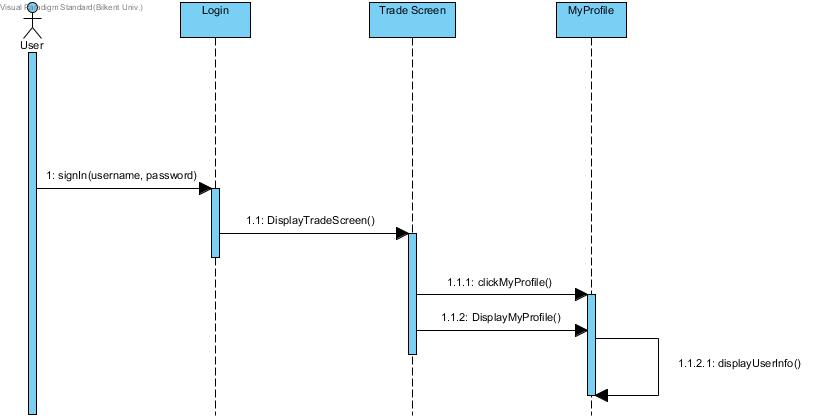 Visual Paradigm Standard(Bilkent Univ.)
Login
Trade Screen
MyProfile
User
1: signIn(username, password)
1.1: DisplayTradeScreen()
1.1.1: clickMyProfile()
1.1.2: DisplayMyProfile()
1.1.2.1: displayUserInfo()